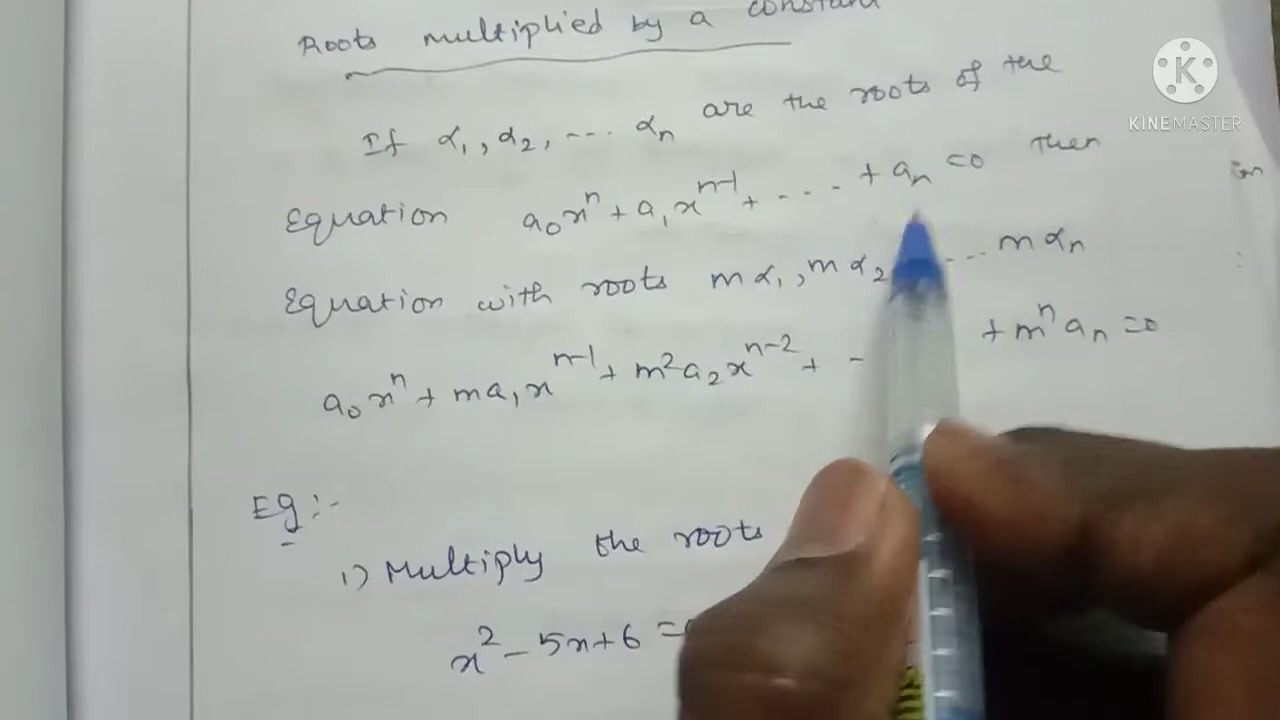 Roots multiplied by a constant
If α₁, α₂, ---- αₙ are the roots of the
Equation a₀xⁿ + a₁xⁿ⁻¹ + ---- + aₙ =0 Then
Equation with roots mα₁, mα₂ --- mαₙ
a₀xⁿ + ma₁xⁿ⁻¹ + m²a₂xⁿ⁻² + - + mⁿaₙ =0
Eg:-
1) Multiply the roots
x² - 5x+6 =
KINEMASTER